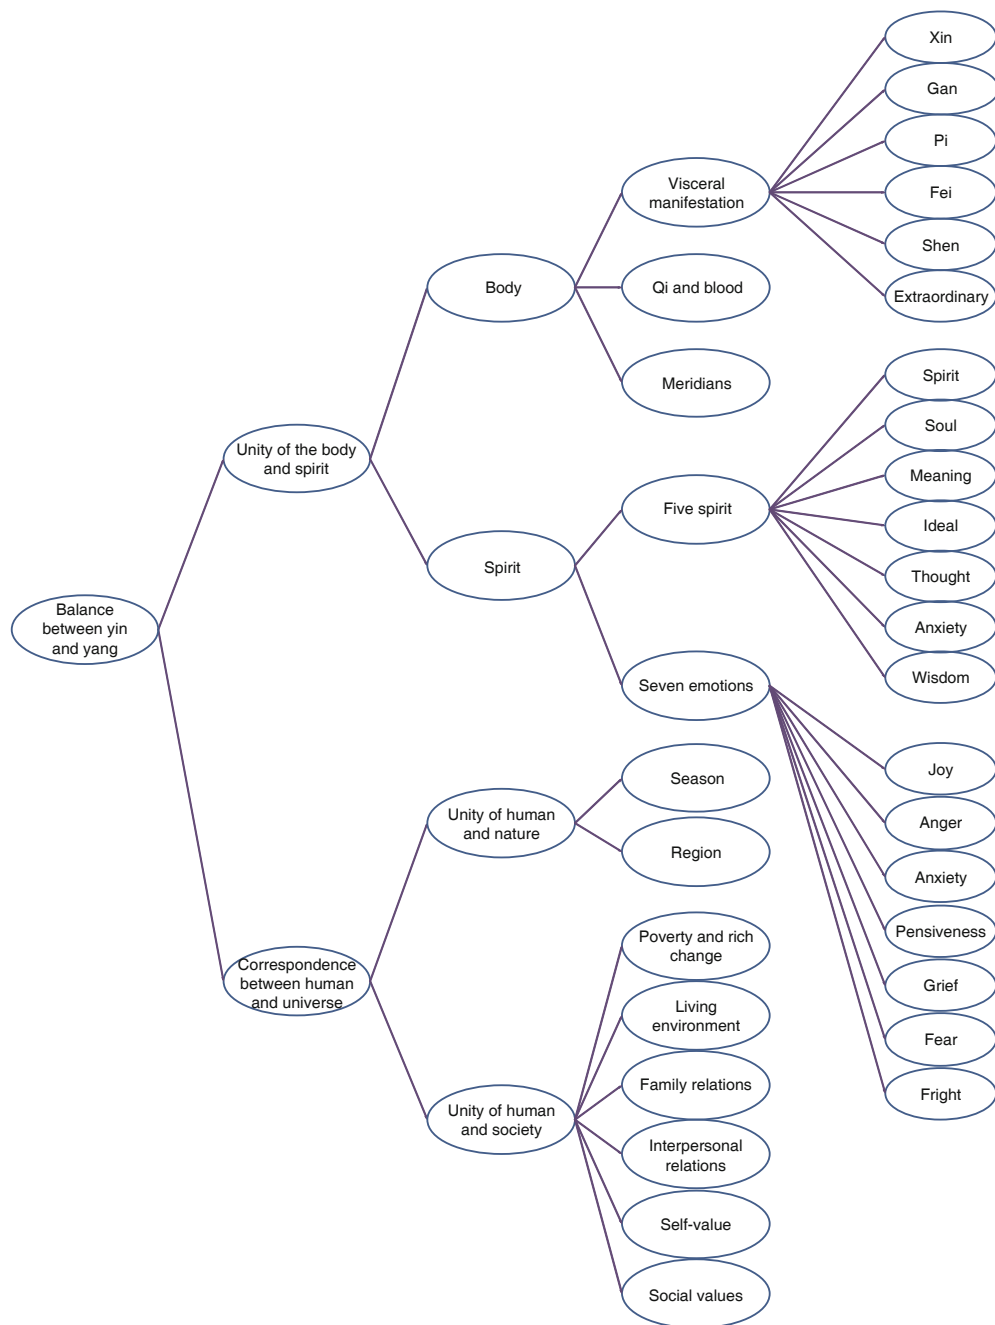 Balance
between yin
and yang
Unity of the body
and spirit
Correspondence
between human
and universe
Body
Spirit
Unity of human
and nature
Unity of human
and society
Visceral
manifestation
Qi and blood
Meridians
Five spirit
Seven emotions
Season
Region
Poverty and rich
change
Living
environment
Family relations
Interpersonal
relations
Self-value
Social values
Xin
Gan
Pi
Fei
Shen
Extraordinary
Spirit
Soul
Meaning
Ideal
Thought
Anxiety
Wisdom
Joy
Anger
Anxiety
Pensiveness
Grief
Fear
Fright